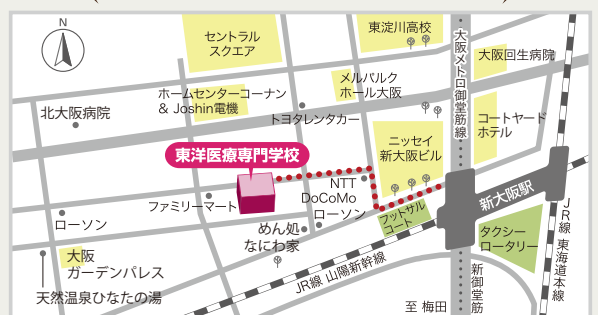 N
セントラル
スクエア
東淀川高校
大阪メトロ御堂筋線
大阪回生病院
メルパルク
ホール大阪
ホームセンターコーナン
& Joshin電機
北大阪病院
トヨタレンタカー
コートヤード
ホテル
ニッセイ
新大阪ビル
東洋医療専門学校
NTT
DoCoMo
ローソン
ファミリーマート
フットサル
コート
新大阪駅
タクシー
ロータリー
JR線 東海道本線
ローソン
めん処
なにわ家
大阪
ガーデンパレス
JR線 山陽新幹線
天然温泉ひなたの湯
至 梅田
新御堂筋